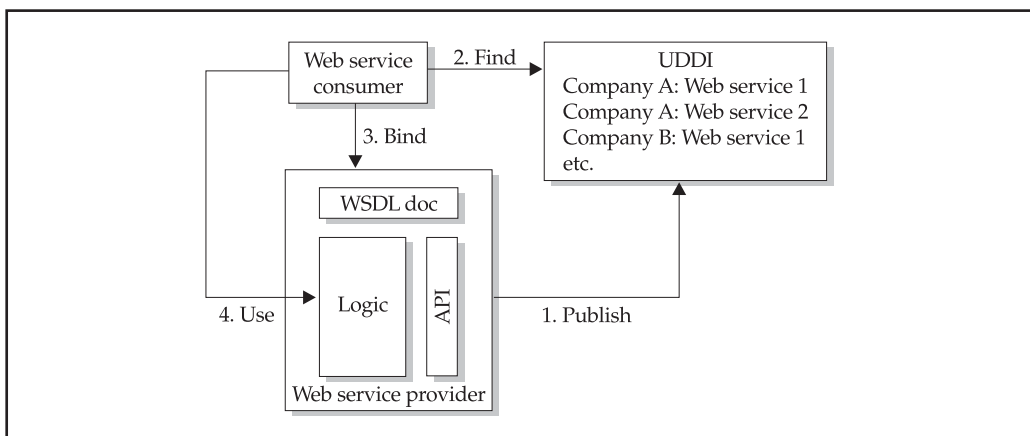 Web service
consumer
2. Find
UDDI
Company A: Web service 1
Company A: Web service 2
Company B: Web service 1
etc.
3. Bind
WSDL doc
Logic
API
4. Use
1. Publish
Web service provider